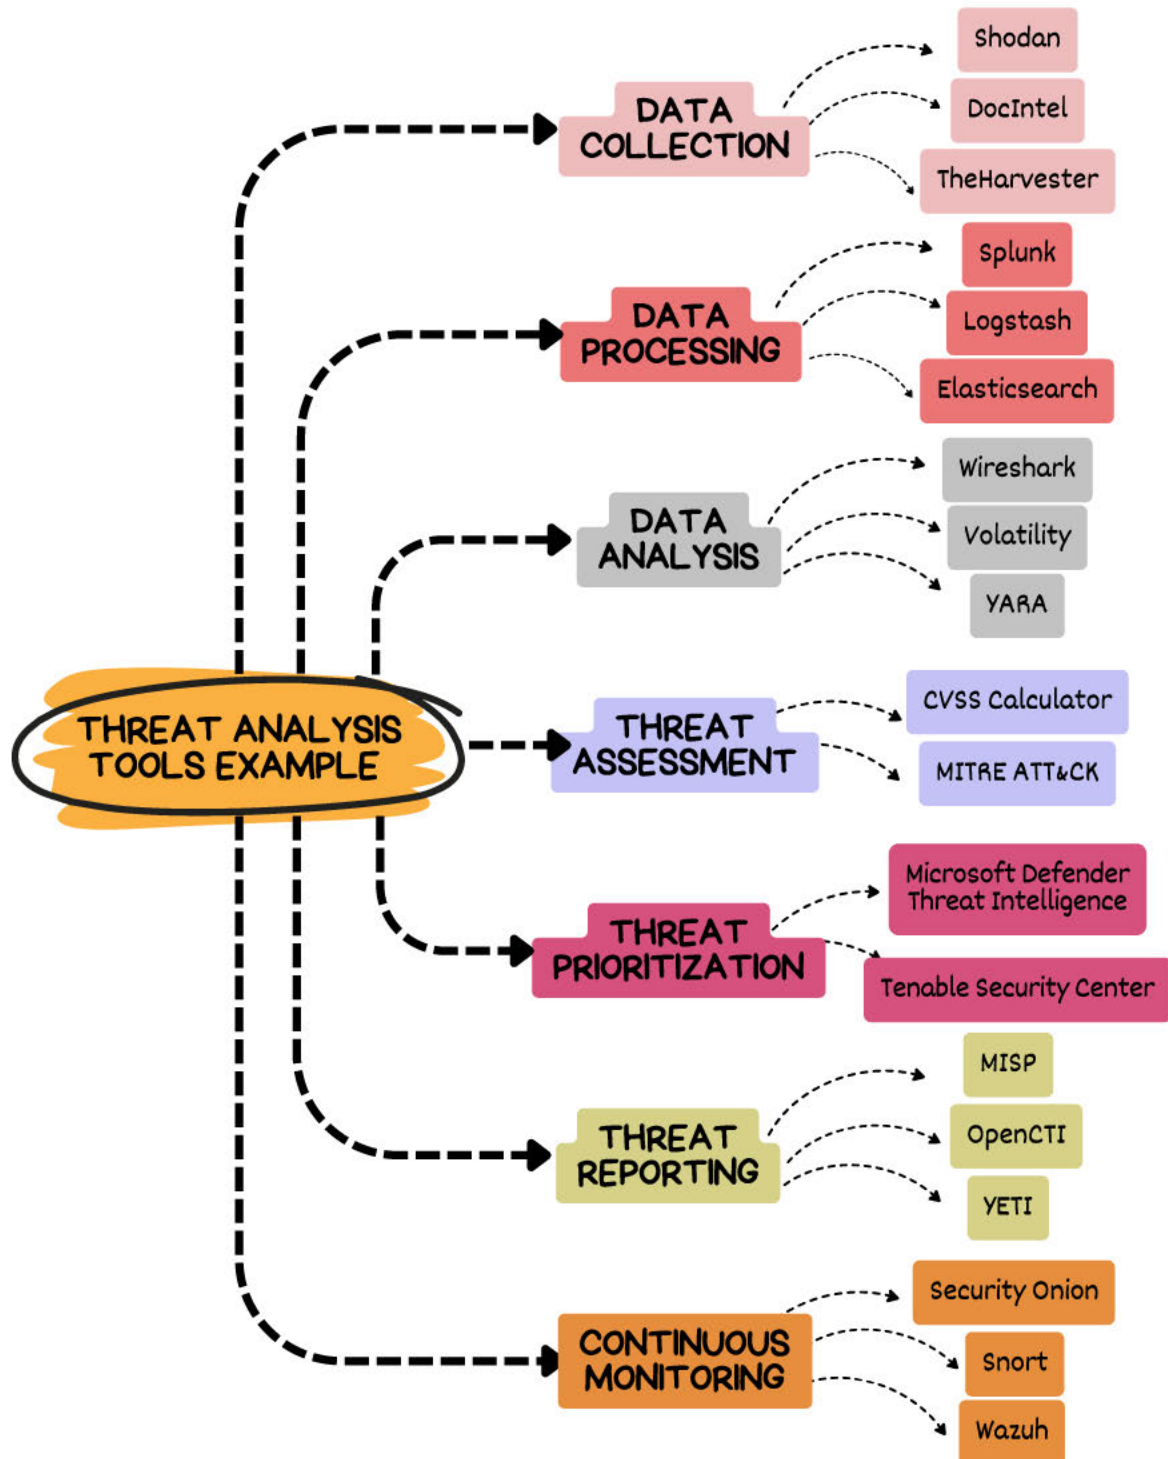 Shodan
DATA
COLLECTION
DocIntel
TheHarvester
Splunk
DATA
PROCESSING
Logstash
Elasticsearch
Wireshark
DATA
ANALYSIS
Volatility
YARA
THREAT ANALYSIS
TOOLS EXAMPLE
THREAT
ASSESSMENT
CVSS Calculator
MITRE ATT&CK
THREAT
PRIORITIZATION
Microsoft Defender
Threat Intelligence
Tenable Security Center
THREAT
REPORTING
MISP
OpenCTI
YETI
CONTINUOUS
MONITORING
Security Onion
Snort
Wazuh